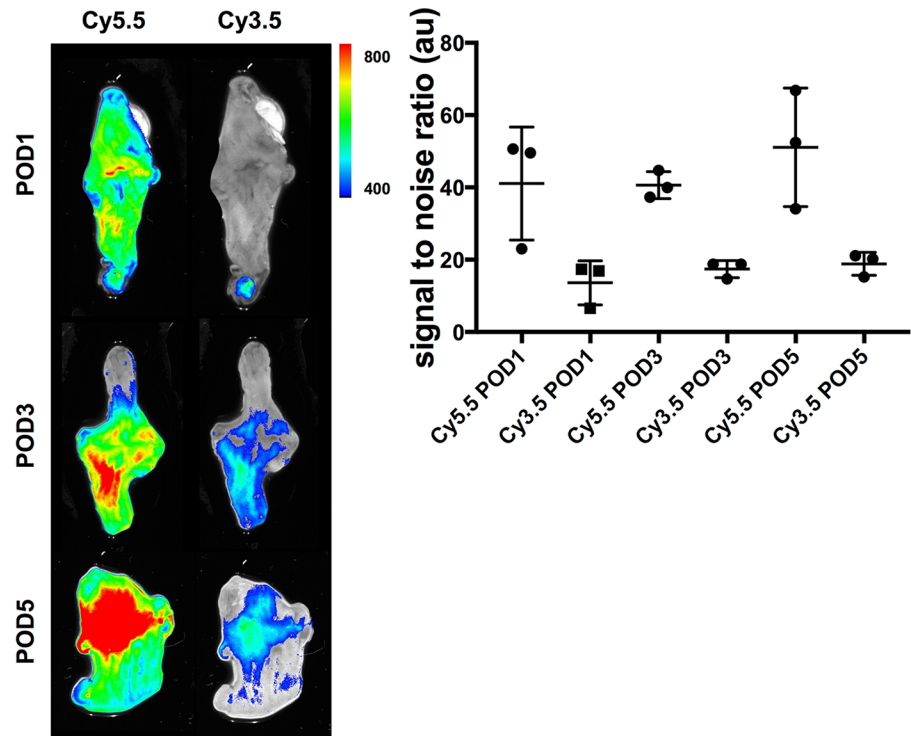 Cy5.5 Cy3.5
800
400
POD1
POD3
POD5
signal to noise ratio (au)
80
60
40
20
0
Cy5.5 POD1
Cy3.5 POD1
Cy5.5 POD3
Cy3.5 POD3
Cy5.5 POD5
Cy3.5 POD5